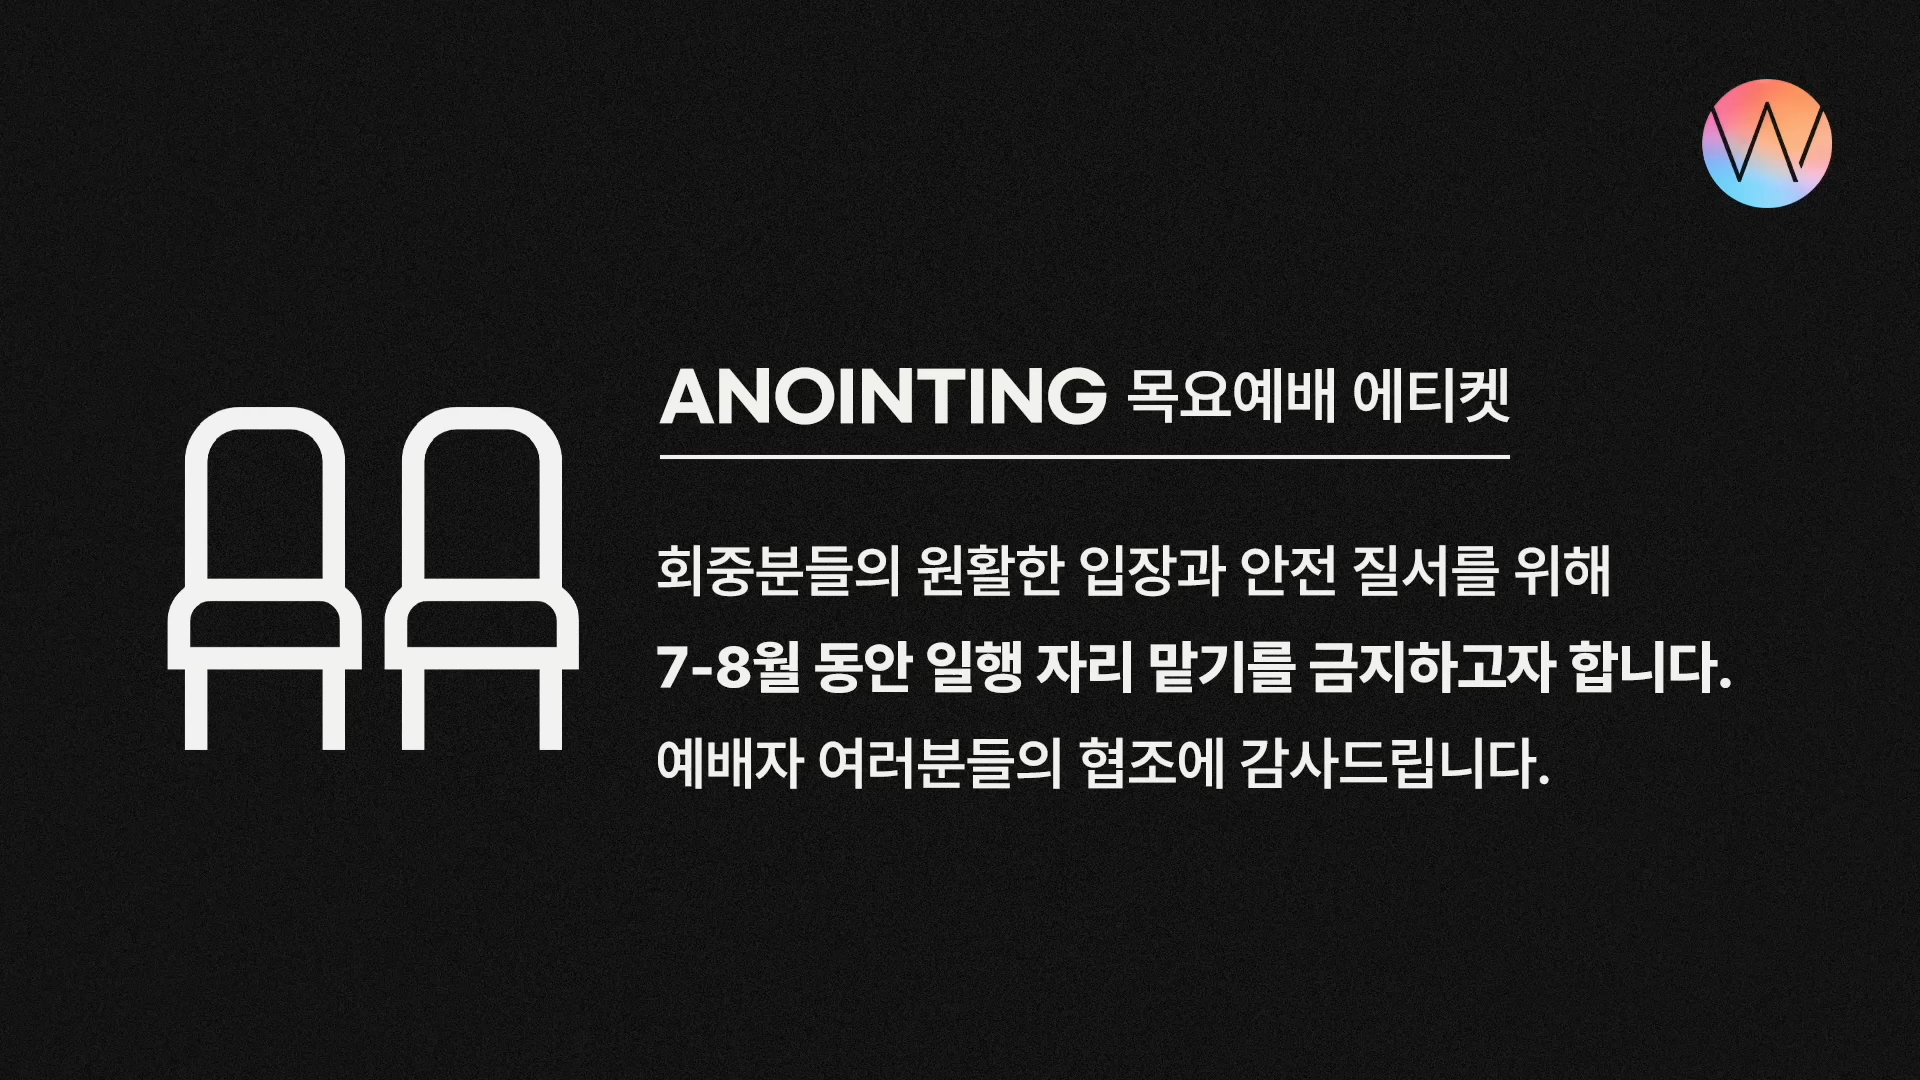 W
ANOINTING 목요예배 에티켓
회중분들의 원활한 입장과 안전 질서를 위해
7-8월 동안 일행 자리 맡기를 금지하고자 합니다.
예배자 여러분들의 협조에 감사드립니다.